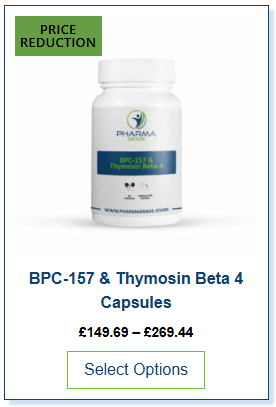 PRICE
REDUCTION
PHARMA
GRADE
BPC-157 &
Thymosin Beta-4
WWW.PHARMAGRADE.STORE
BPC-157 & Thymosin Beta 4
Capsules
£149.69 – £269.44
Select Options